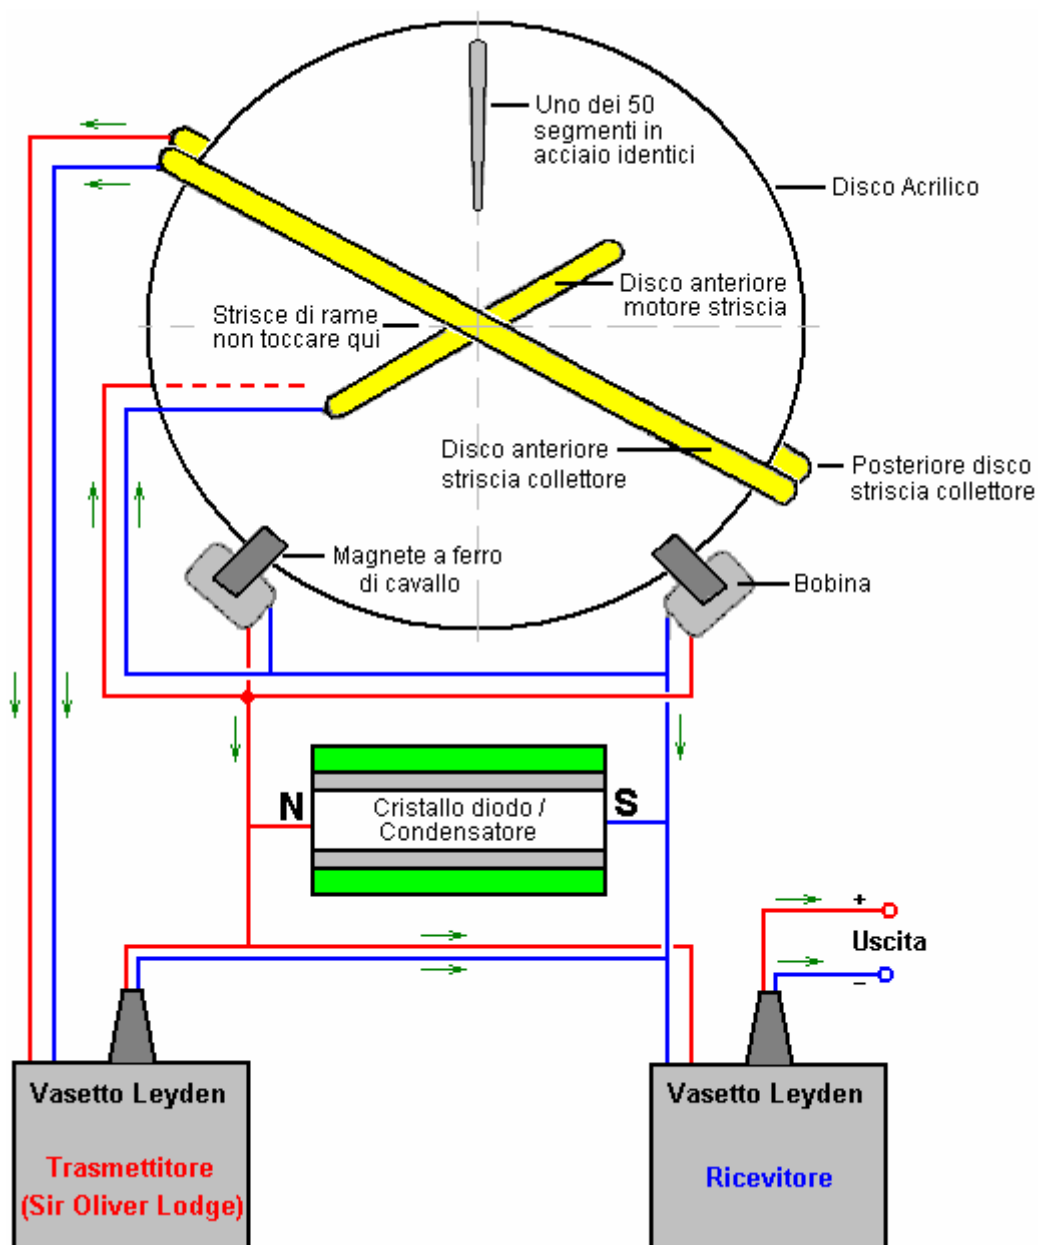 Uno dei 50
segmenti in
acciaio identici
Disco Acrilico
Disco anteriore
motore striscia
Strisce di rame
non toccare qui
Disco anteriore
striscia collettore
Posteriore disco
striscia collettore
Magnete a ferro
di cavallo
Bobina
N
Cristallo diodo /
Condensatore
S
+
Uscita
–
Vasetto Leyden
Trasmettitore
(Sir Oliver Lodge)
Vasetto Leyden
Ricevitore